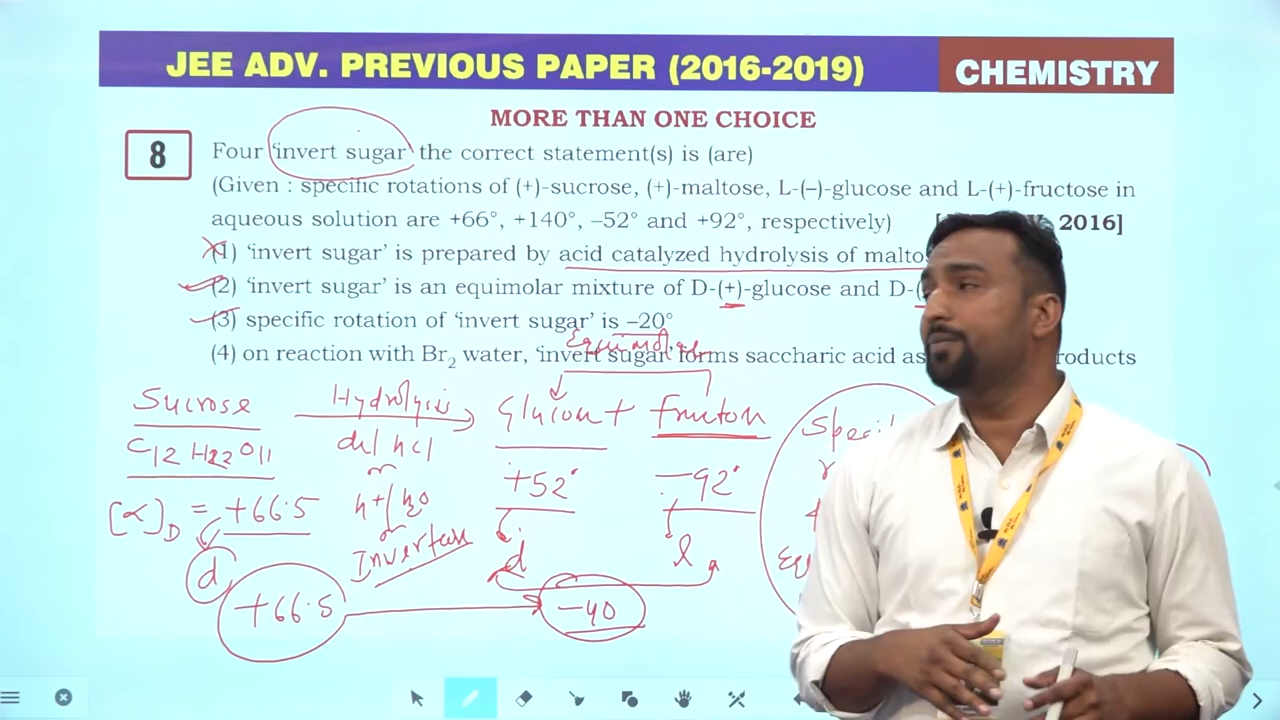 JEE ADV. PREVIOUS PAPER (2016-2019)
CHEMISTRY
MORE THAN ONE CHOICE
8
Four 'invert sugar' the correct statement(s) is (are)
(Given : specific rotations of (+)-sucrose, (+)-maltose, L-(–)-glucose and L-(+)-fructose in
aqueous solution are +66°, +140°, –52° and +92°, respectively) 2016]
(1) 'invert sugar' is prepared by acid catalyzed hydrolysis of malto
(2) 'invert sugar' is an equimolar mixture of D-(+)-glucose and D-(
(3) specific rotation of 'invert sugar' is –20°
Equimolar
(4) on reaction with Br2 water, 'invert sugar' forms saccharic acid as roducts
Sucrose Hydrolysis Glucon + fructon Speci
C12H22O11 dil hcl
+52° –92°
[α]D = +66.5 h+/h2o
or
d Invertase d l
+66.5 –40